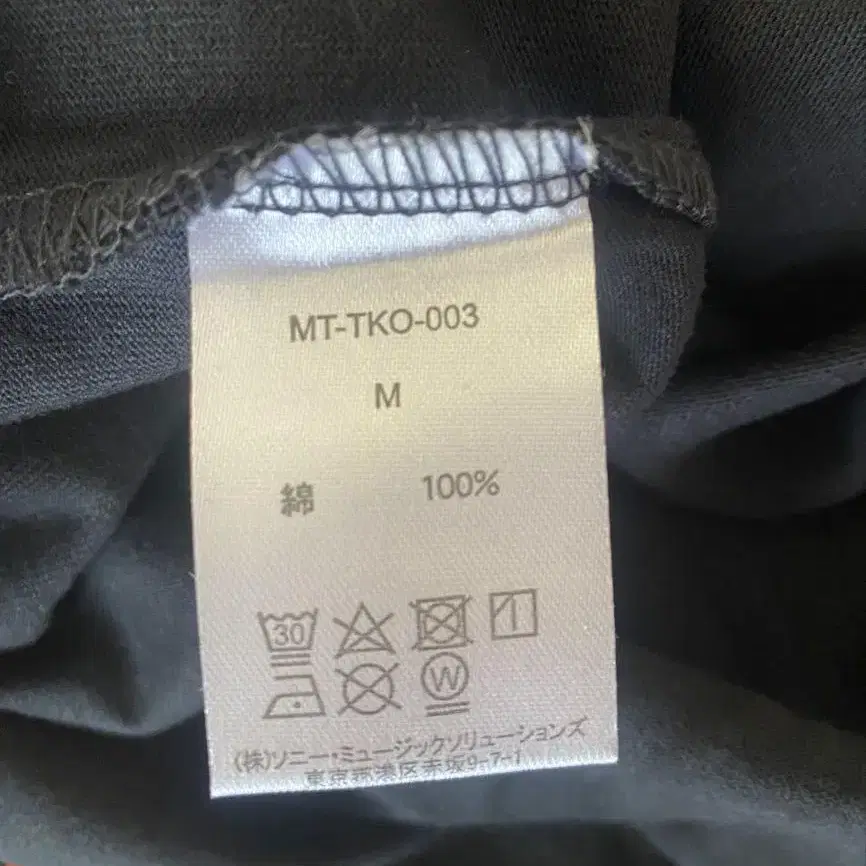 MT-TKO-003
M
綿 100%
30
W
(株)ソニー・ミュージックソリューションズ
東京都港区赤坂9-7-1